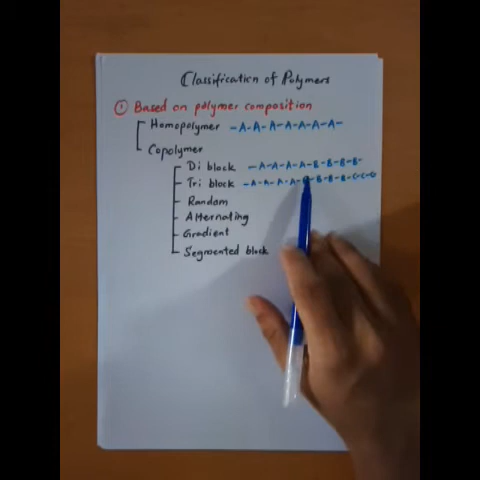 Classification of Polymers
① Based on polymer composition
Homopolymer -A-A-A-A-A-A-A-
Copolymer
Di block -A-A-A-A-B-B-B-B-
Tri block -A-A-A-A- -B-B-B-C-C-C
Random
Alternating
Gradient
Segmented block